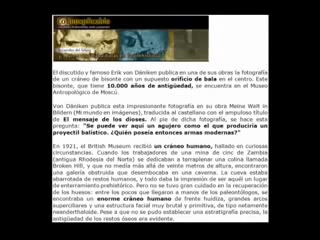 inexplicable
El discutido y famoso Erik von Däniken publica en una de sus obras la fotografía
de un cráneo de bisonte con un supuesto orificio de bala en el centro. Este
bisonte, que tiene 10.000 años de antigüedad, se encuentra en el Museo
Antropológico de Moscú.
Von Däniken publica esta impresionante fotografía en su obra Meine Welt in
Bildern (Mi mundo en imágenes), traducida al castellano con el ampuloso título
de El mensaje de los dioses. Al pie de dicha fotografía, se hace esta
pregunta: "Se puede ver aquí un agujero como el que produciría un
proyectil balístico. ¿Quién poseía entonces armas modernas?"
En 1921, el British Museum recibió un cráneo humano, hallado en curiosas
circunstancias. Cuando los trabajadores de una mina de cinc de Zambia
(antigua Rhodesia del Norte) se dedicaban a terraplenar una colina llamada
Broken Hill, y que no medía más allá de veinte metros de altura, encontraron
una galería que desembocaba en una caverna. La cueva estaba
abarrotada de restos humanos, y todo daba la impresión de ser aquél un lugar
de enterramiento prehistórico. Pero no se tuvo gran cuidado en la recuperación
de los huesos: entre los pocos que llegaron a manos de los paleontólogos, se
encontraba un enorme cráneo humano de frente huidiza, grandes arcos
superciliares y una estructura facial muy brutal y primitiva, de tipo netamente
neanderthaloide. Pese a que no se pudo establecer una estratigrafía precisa, la
antigüedad de los restos óseos era evidente.